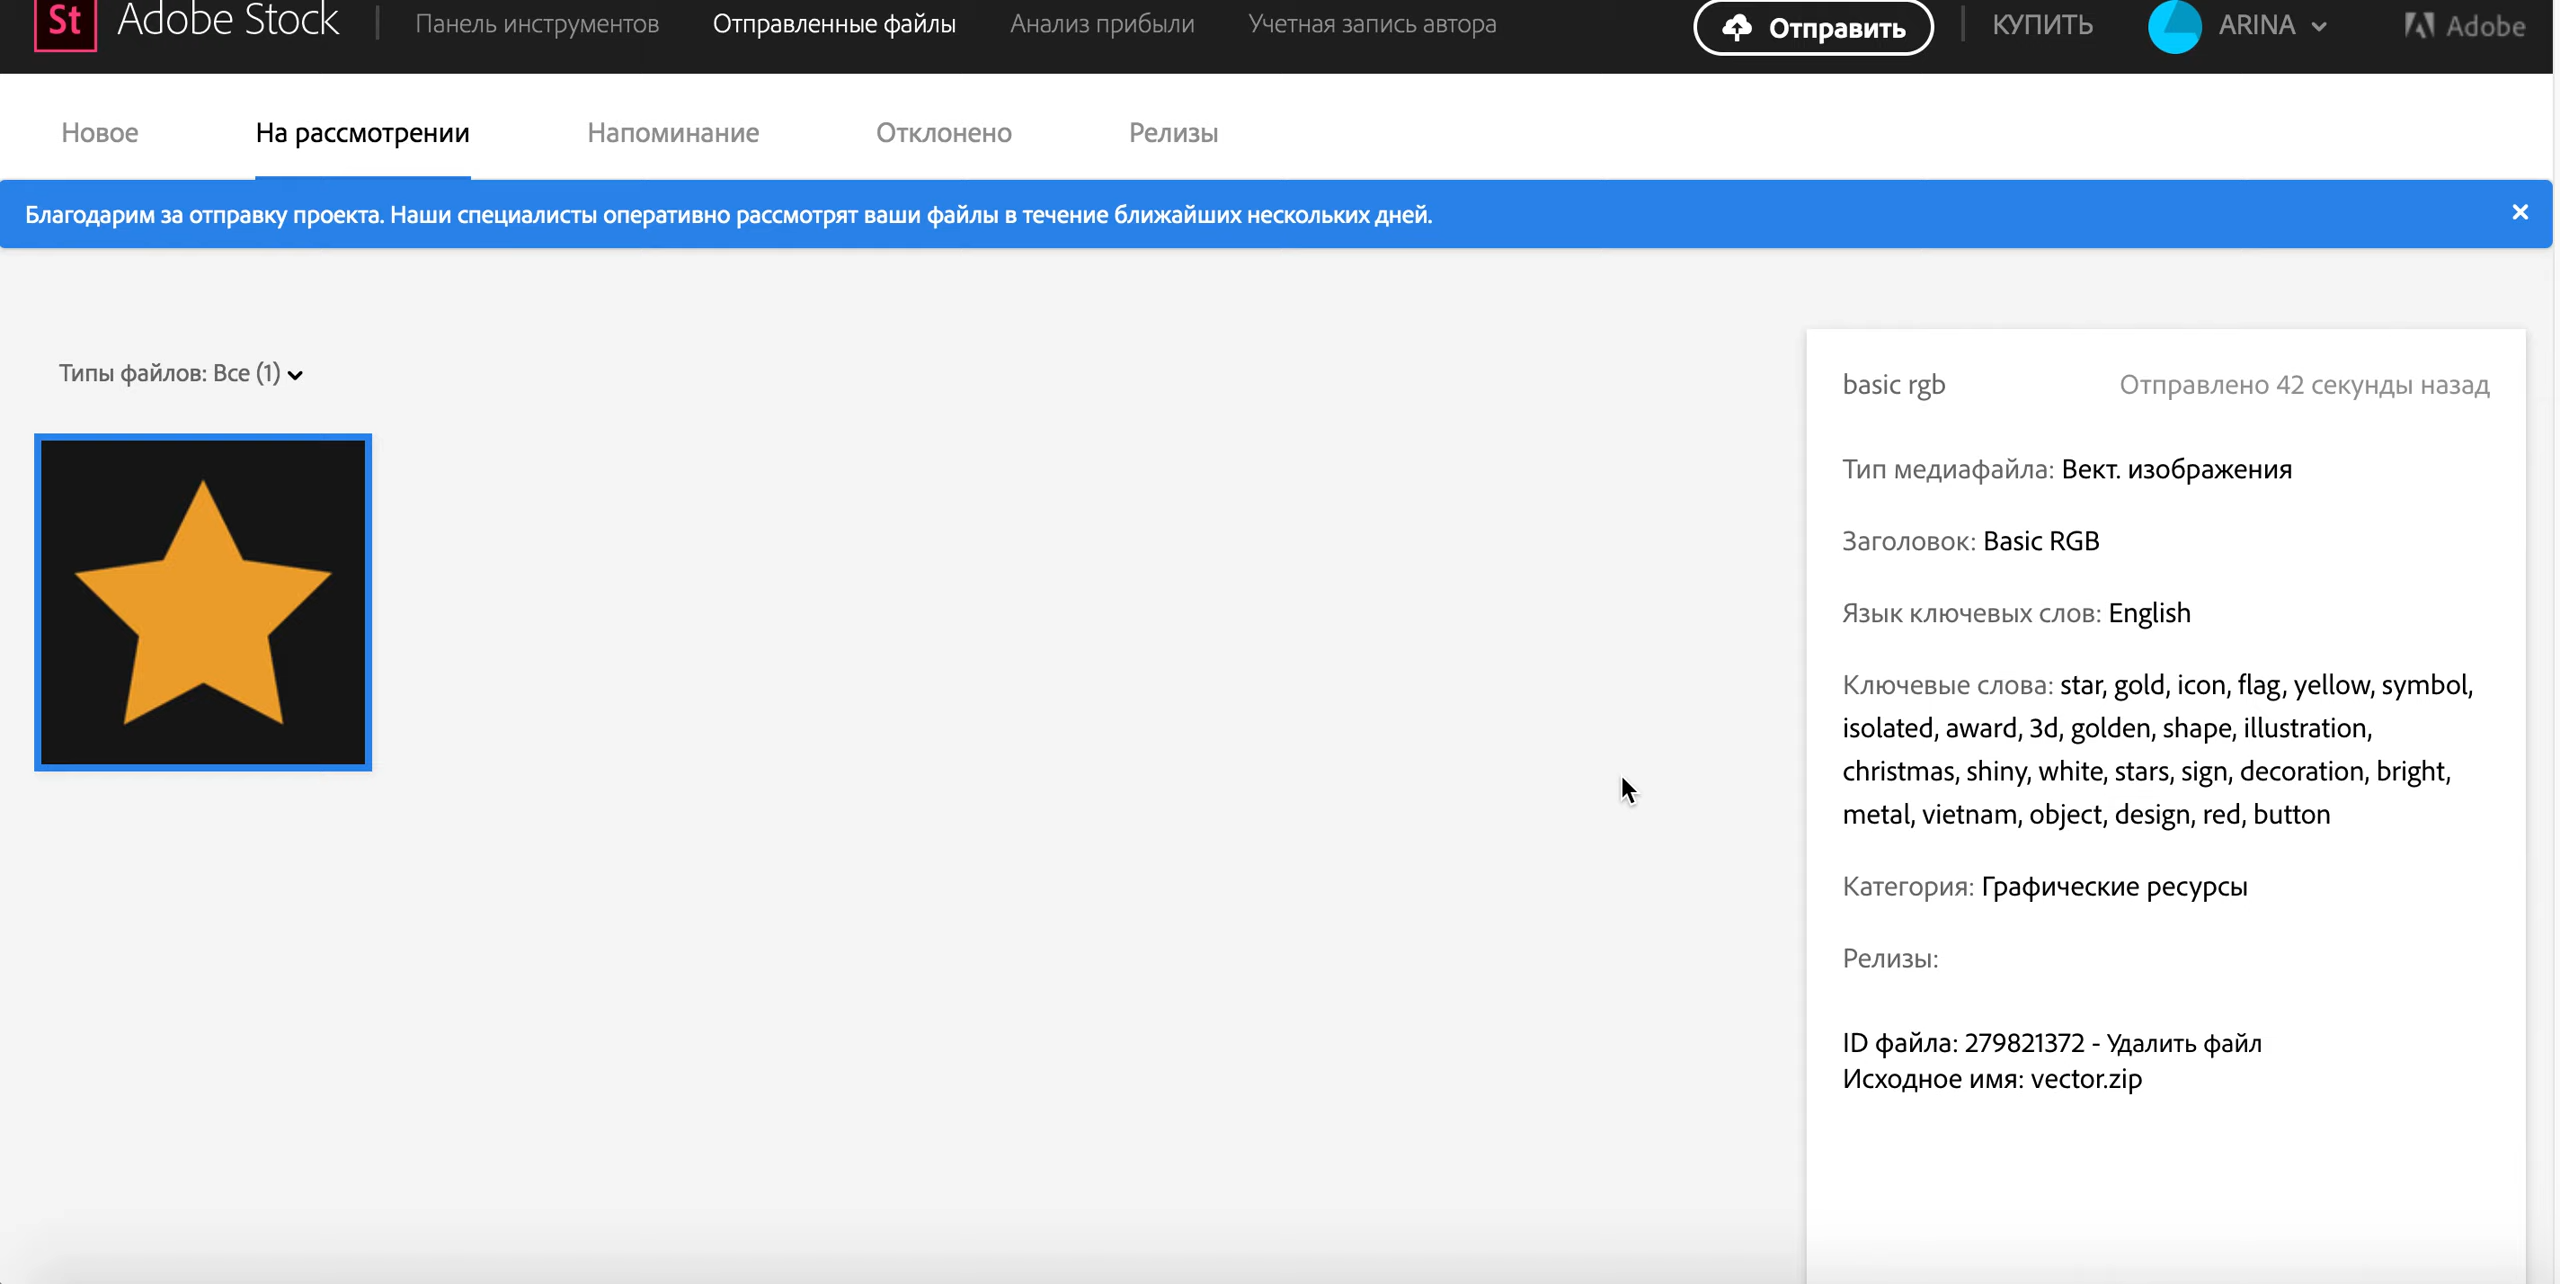 St Adobe Stock Панель инструментов Отправленные файлы Анализ прибыли Учетная запись автора Отправить КУПИТЬ ARINA Adobe
Новое На рассмотрении Напоминание Отклонено Релизы
Благодарим за отправку проекта. Наши специалисты оперативно рассмотрят ваши файлы в течение ближайших нескольких дней.
Типы файлов: Все (1)
basic rgb Отправлено 42 секунды назад
Тип медиафайла: Вект. изображения
Заголовок: Basic RGB
Язык ключевых слов: English
Ключевые слова: star, gold, icon, flag, yellow, symbol,
isolated, award, 3d, golden, shape, illustration,
christmas, shiny, white, stars, sign, decoration, bright,
metal, vietnam, object, design, red, button
Категория: Графические ресурсы
Релизы:
ID файла: 279821372 - Удалить файл
Исходное имя: vector.zip